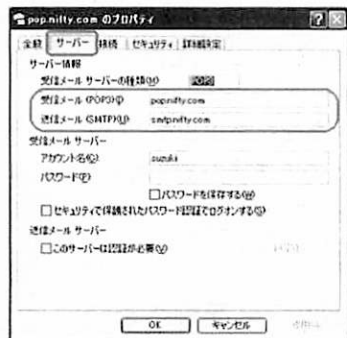 pop.nifty.com のプロパティ
全般 サーバー 接続 セキュリティ 詳細設定
サーバー情報
受信メール サーバーの種類(M) POP3
受信メール (POP3)(I) pop.nifty.com
送信メール (SMTP)(U) smtp.nifty.com
受信メール サーバー
アカウント名(C) suzuki
パスワード(P)
パスワードを保存する(W)
セキュリティで保護されたパスワード認証でログオンする(S)
送信メール サーバー
このサーバーは認証が必要(V)
OK キャンセル